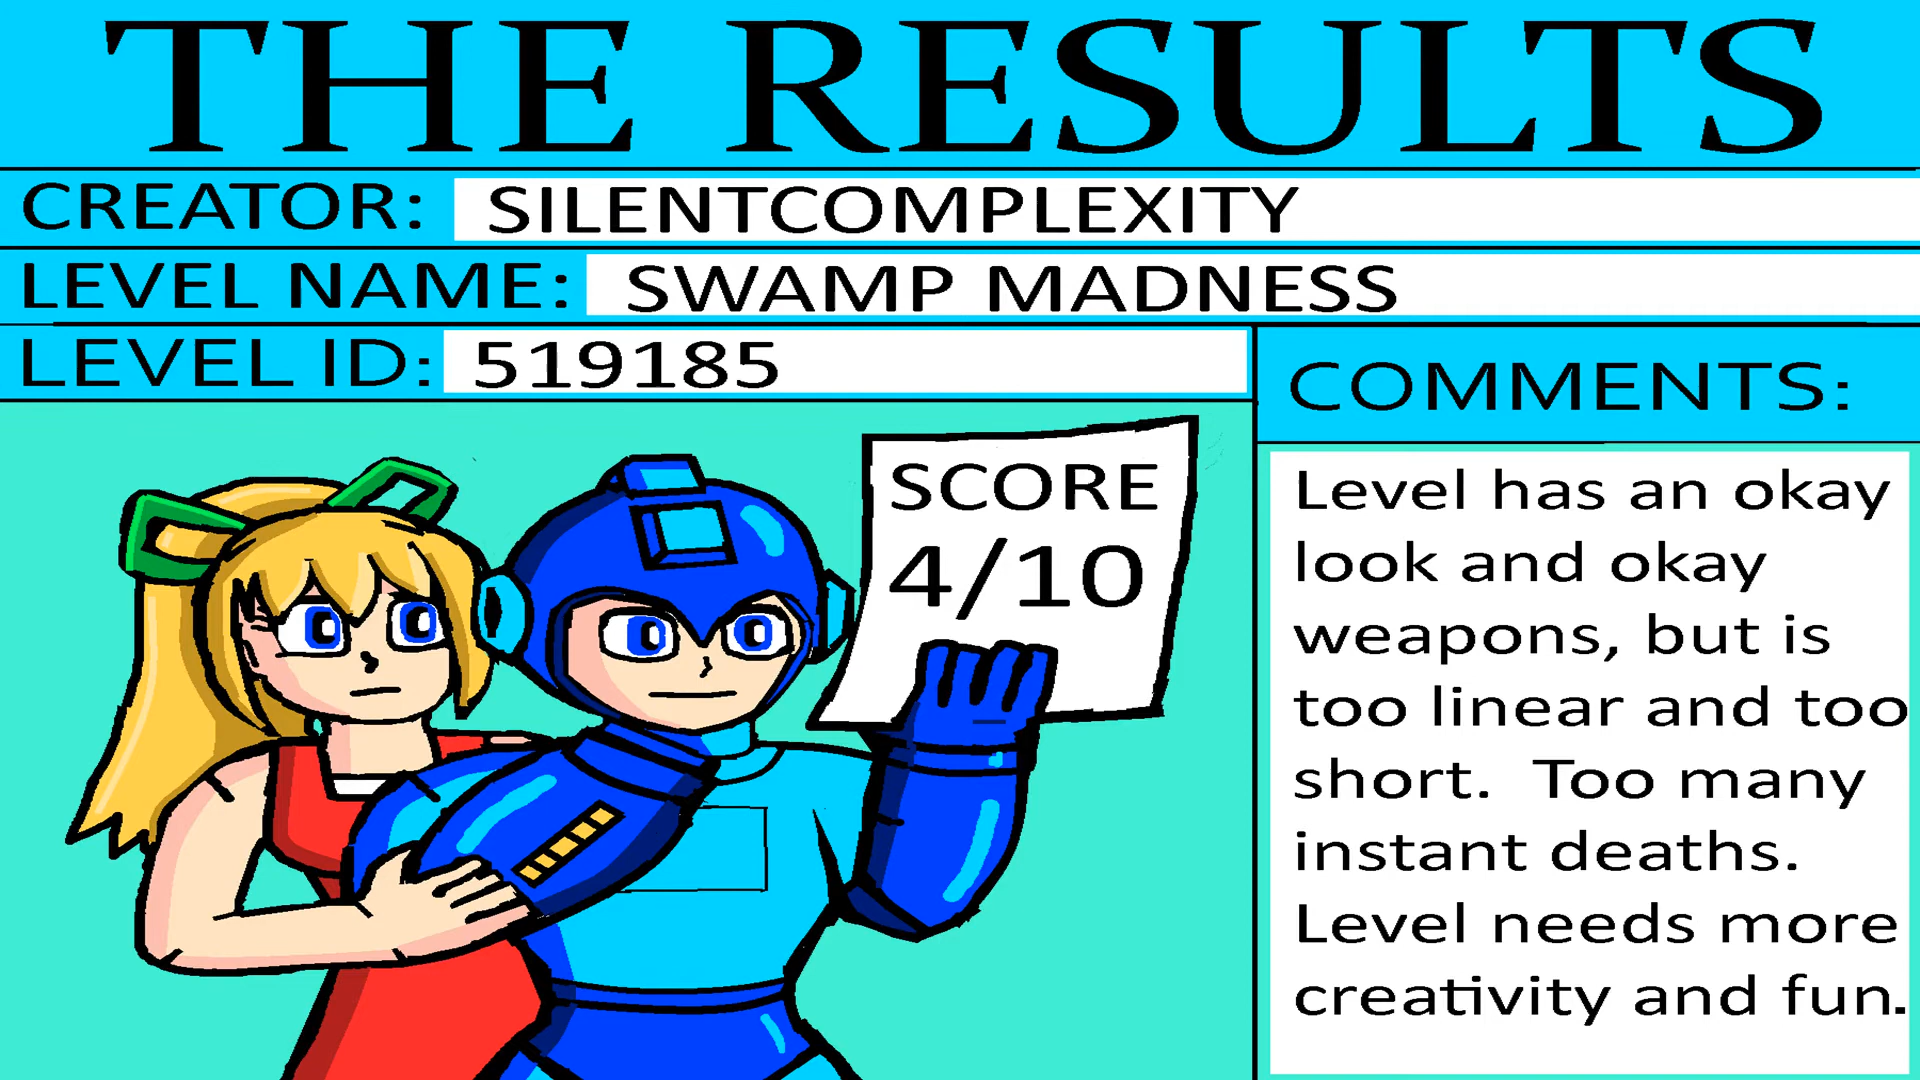 THE RESULTS
CREATOR: SILENTCOMPLEXITY
LEVEL NAME: SWAMP MADNESS
LEVEL ID: 519185
SCORE
4/10
COMMENTS:
Level has an okay
look and okay
weapons, but is
too linear and too
short.  Too many
instant deaths.
Level needs more
creativity and fun.